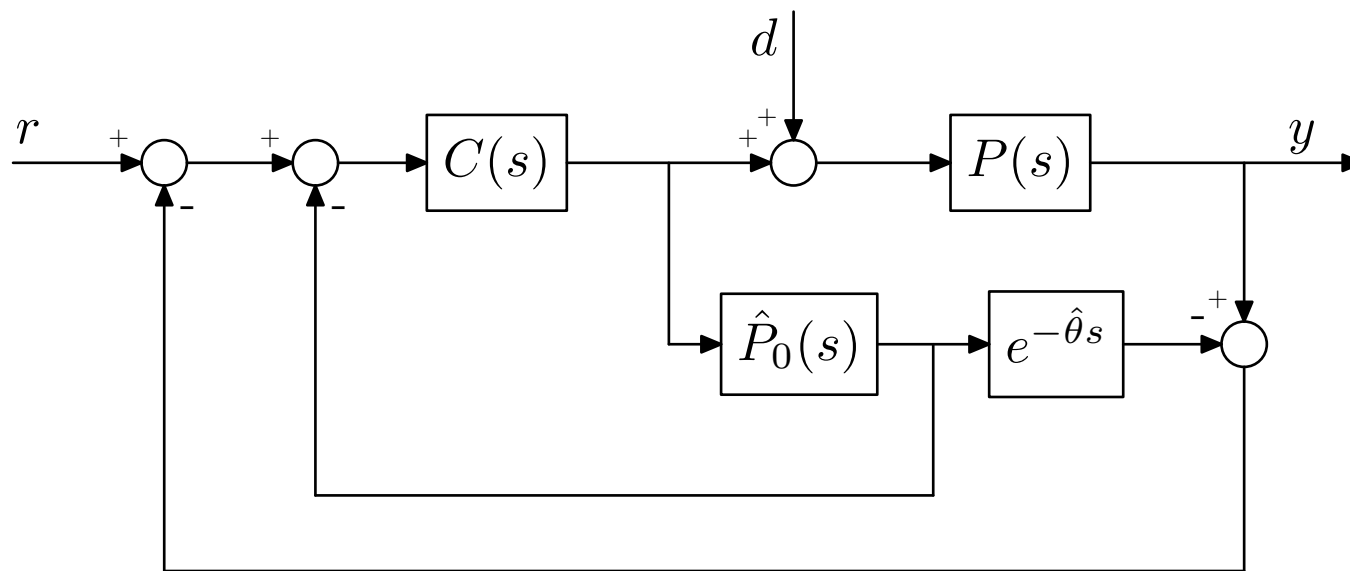 d
r + + C(s) + + P(s) y
- -
P̂₀(s) e^{-θ̂s} - +